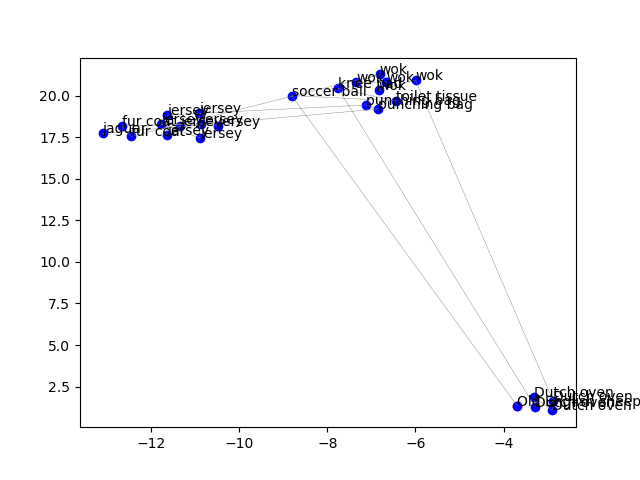 wok
wok
wok
wok
wok
knee pad
soccer ball
toilet tissue
punching bag
punching bag
jersey
jersey
fur coat
jersey
jersey
jersey
jaguar
fur coat
jersey
jersey
20.0
17.5
15.0
12.5
10.0
7.5
5.0
2.5
Dutch oven
Dutch oven
Dutch oven
−12
−10
−8
−6
−4